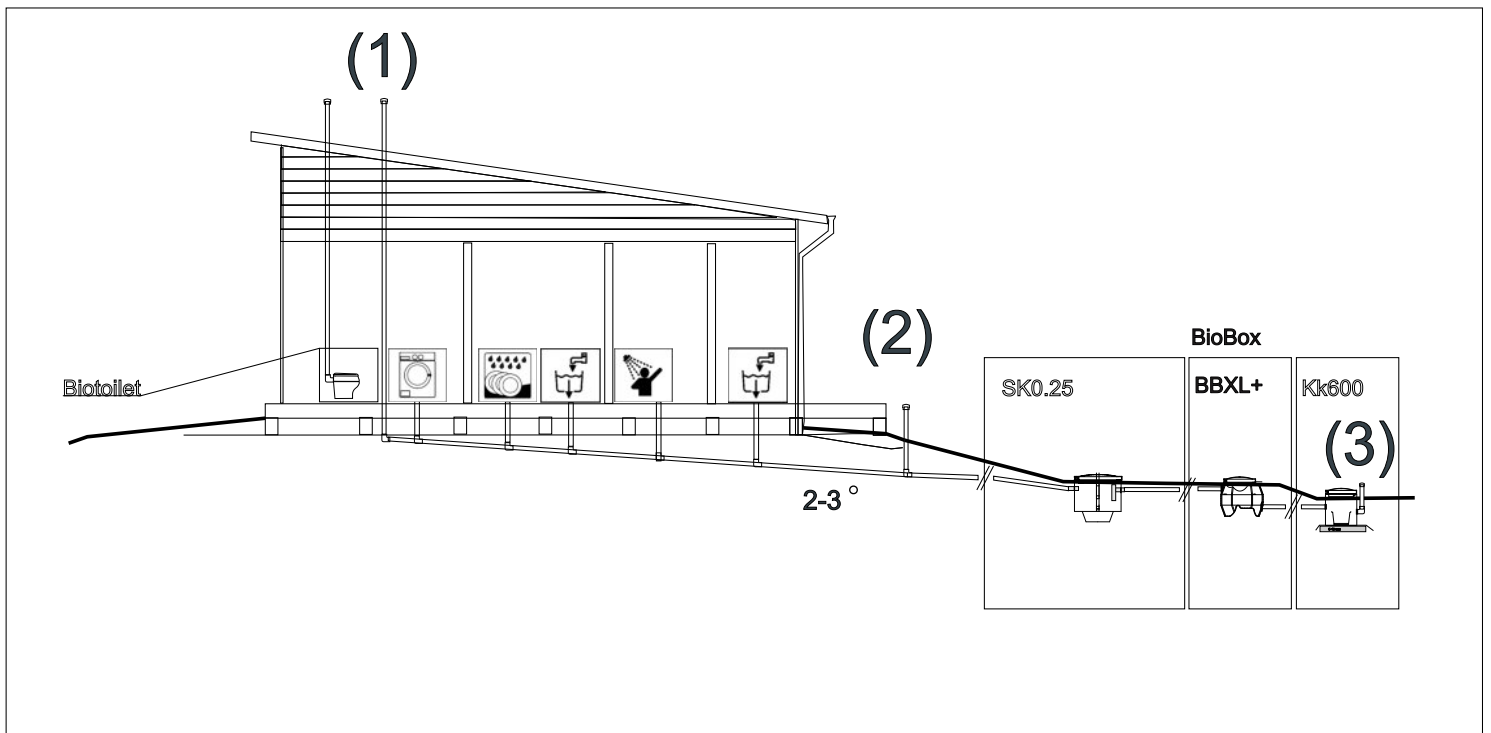 (1)
(2)
BioBox
Biotoilet
SK0.25
BBXL+
Kk600
(3)
2-3 °